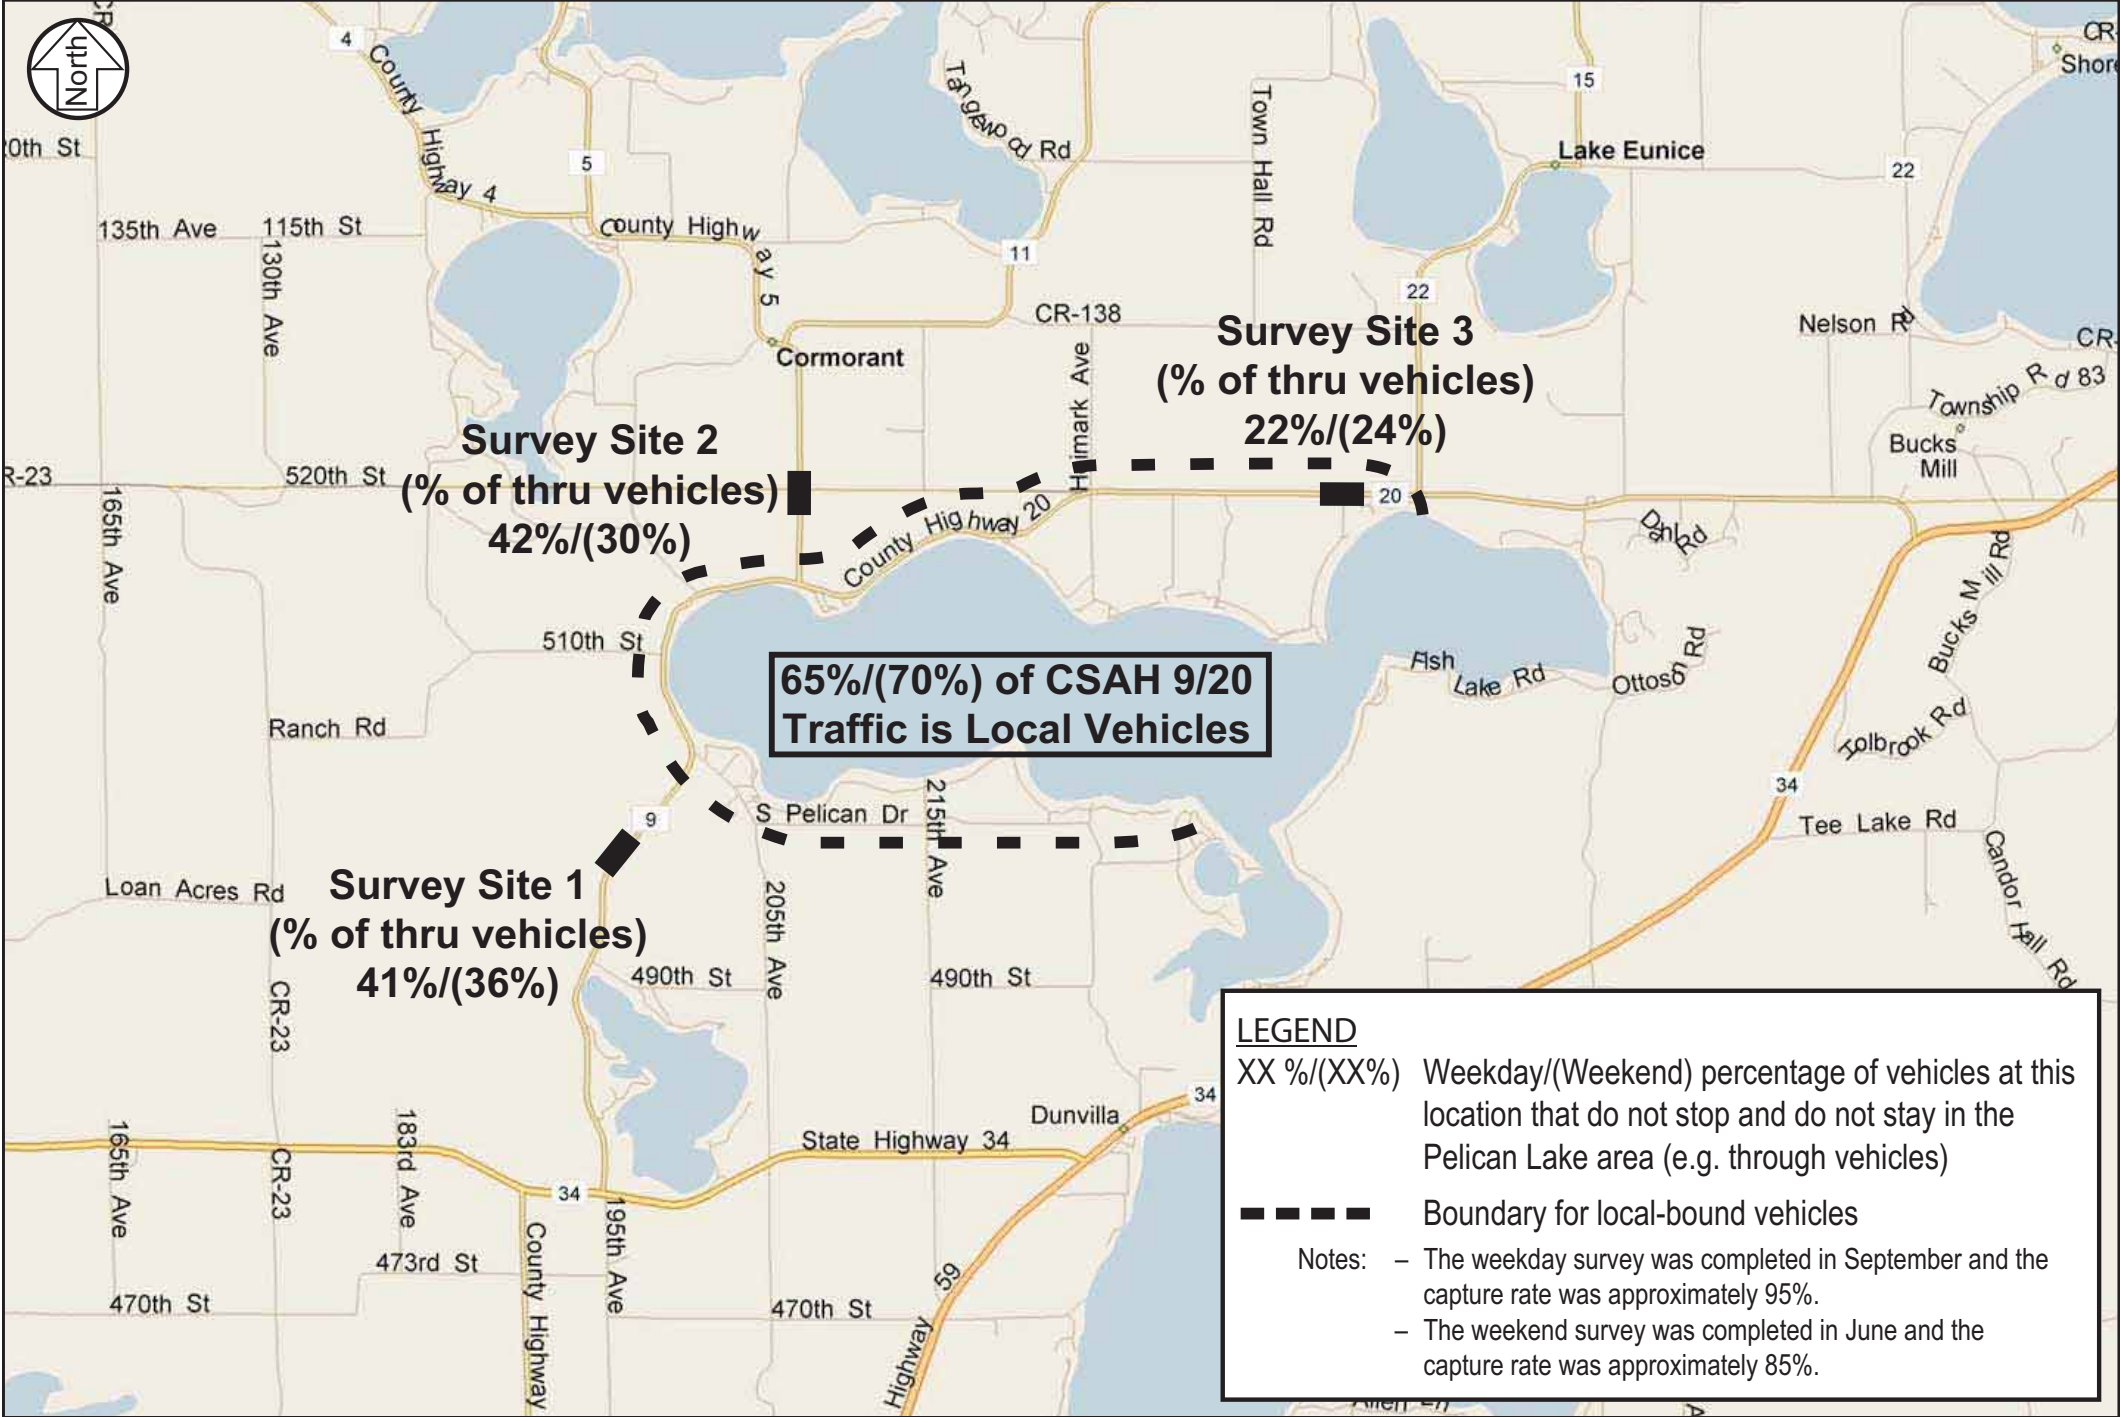 North
4
County Highway 4
5
15
CR-
Shore
Tanglewood Rd
Town Hall Rd
Lake Eunice
22
135th Ave
115th St
130th Ave
County Highway 5
11
22
CR-138
Cormorant
Nelson Rd
CR-
Township Rd 83
Bucks
Mill
Survey Site 3
(% of thru vehicles)
22%/(24%)
Survey Site 2
(% of thru vehicles)
42%/(30%)
R-23
520th St
165th Ave
County Highway 20
20
510th St
65%/(70%) of CSAH 9/20
Traffic is Local Vehicles
Fish Lake Rd
Ottoson Rd
Bucks Mill Rd
Holbrook Rd
Ranch Rd
34
S Pelican Dr
215th Ave
9
Tee Lake Rd
Candor Hall Rd
Loan Acres Rd
Survey Site 1
(% of thru vehicles)
41%/(36%)
205th Ave
490th St
490th St
CR-23
LEGEND
XX %/(XX%) Weekday/(Weekend) percentage of vehicles at this
location that do not stop and do not stay in the
Pelican Lake area (e.g. through vehicles)
Boundary for local-bound vehicles
Notes: – The weekday survey was completed in September and the
capture rate was approximately 95%.
– The weekend survey was completed in June and the
capture rate was approximately 85%.
Dunvilla
34
State Highway 34
165th Ave
CR-23
183rd Ave
34
195th Ave
County Highway
473rd St
470th St
470th St
Highway 59